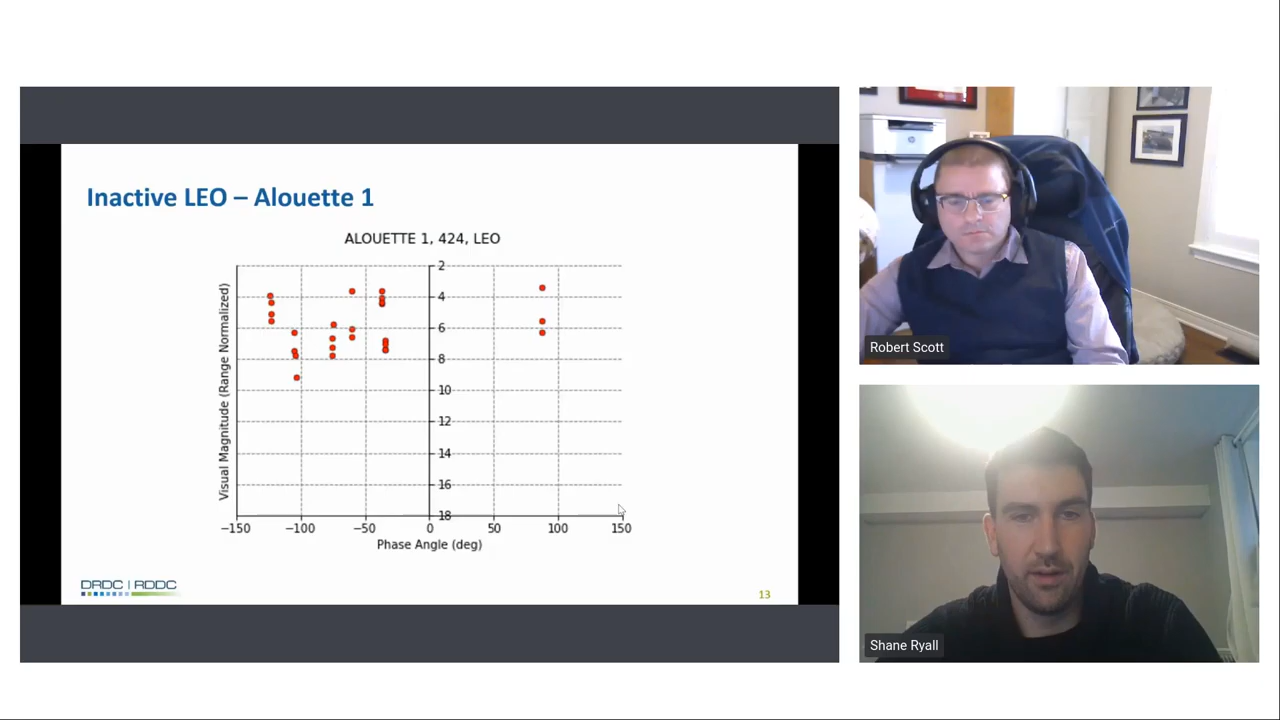 Inactive LEO – Alouette 1
ALOUETTE 1, 424, LEO
Visual Magnitude (Range Normalized)
2
4
6
8
10
12
14
16
18
−150 −100 −50 0 50 100 150
Phase Angle (deg)
DRDC | RDDC
13
Robert Scott
Shane Ryall